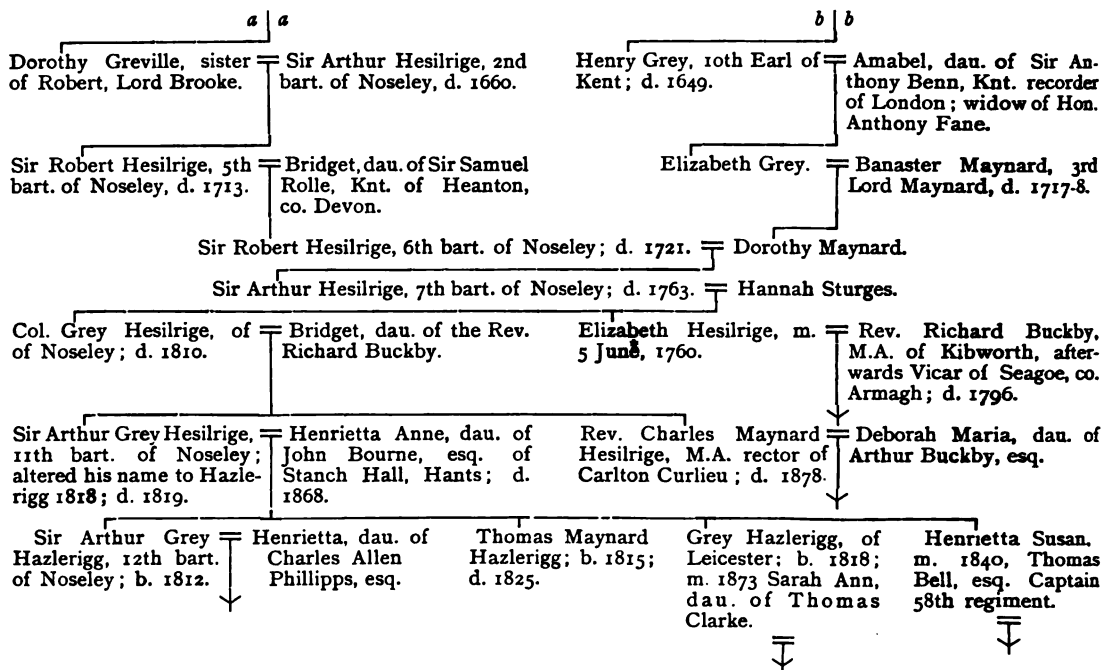 a a
b b
Dorothy Greville, sister
of Robert, Lord Brooke.
Sir Arthur Hesilrige, 2nd
bart. of Noseley, d. 1660.
Henry Grey, 10th Earl of
Kent; d. 1649.
Amabel, dau. of Sir An-
thony Benn, Knt. recorder
of London; widow of Hon.
Anthony Fane.
Sir Robert Hesilrige, 5th
bart. of Noseley, d. 1713.
Bridget, dau. of Sir Samuel
Rolle, Knt. of Heanton,
co. Devon.
Elizabeth Grey.
Banaster Maynard, 3rd
Lord Maynard, d. 1717-8.
Sir Robert Hesilrige, 6th bart. of Noseley; d. 1721. = Dorothy Maynard.
Sir Arthur Hesilrige, 7th bart. of Noseley; d. 1763. = Hannah Sturges.
Col. Grey Hesilrige, of
of Noseley; d. 1810.
Bridget, dau. of the Rev.
Richard Buckby.
Elizabeth Hesilrige, m.
5 June, 1760.
Rev. Richard Buckby,
M.A. of Kibworth, after-
wards Vicar of Seagoe, co.
Armagh; d. 1796.
Sir Arthur Grey Hesilrige,
11th bart. of Noseley;
altered his name to Hazle-
rigg 1818; d. 1819.
Henrietta Anne, dau. of
John Bourne, esq. of
Stanch Hall, Hants; d.
1868.
Rev. Charles Maynard
Hesilrige, M.A. rector of
Carlton Curlieu; d. 1878.
Deborah Maria, dau. of
Arthur Buckby, esq.
Sir Arthur Grey
Hazlerigg, 12th bart.
of Noseley; b. 1812.
Henrietta, dau. of
Charles Allen
Phillipps, esq.
Thomas Maynard
Hazlerigg; b. 1815;
d. 1825.
Grey Hazlerigg, of
Leicester; b. 1818;
m. 1873 Sarah Ann,
dau. of Thomas
Clarke.
Henrietta Susan,
m. 1840, Thomas
Bell, esq. Captain
58th regiment.